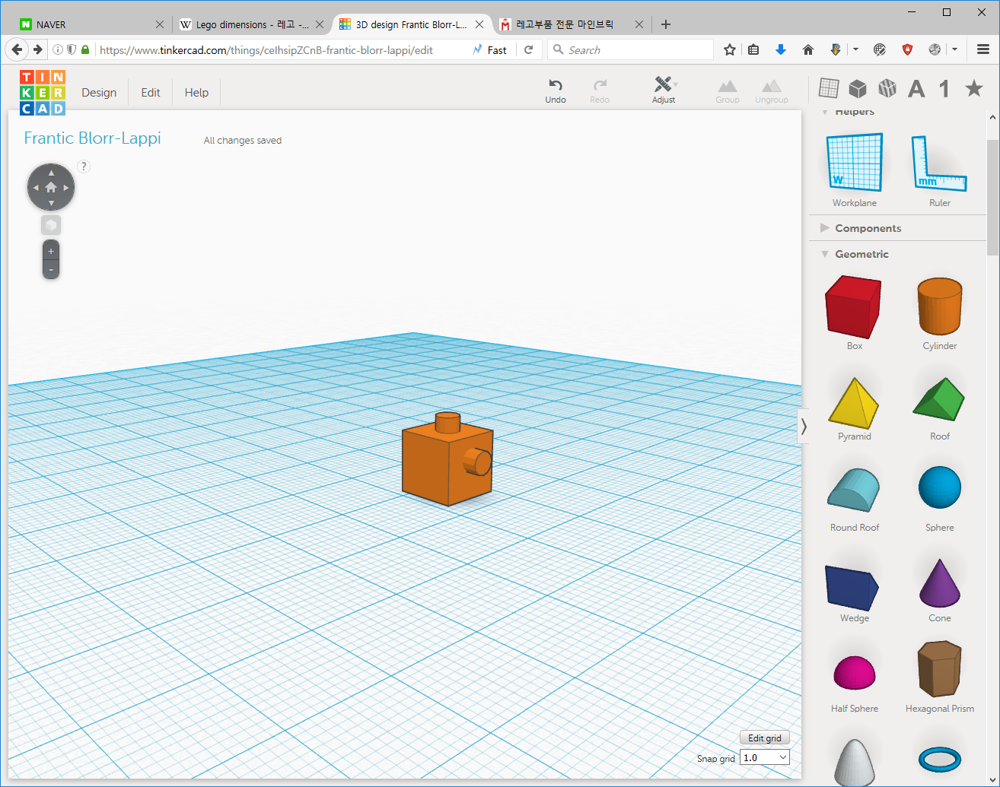 NAVER
W Lego dimensions - 레고 -...
3D design Frantic Blorr-L...
레고부품 전문 마인브릭
https://www.tinkercad.com/things/celhsipZCnB-frantic-blorr-lappi/edit
Fast
Search
TIN
KER
CAD
Design
Edit
Help
Undo
Redo
Adjust
Group
Ungroup
A
1
Frantic Blorr-Lappi
All changes saved
?
+
-
Helpers
W
mm
Workplane
Ruler
Components
Geometric
Box
Cylinder
Pyramid
Roof
Round Roof
Sphere
Wedge
Cone
Half Sphere
Hexagonal Prism
Edit grid
Snap grid
1.0